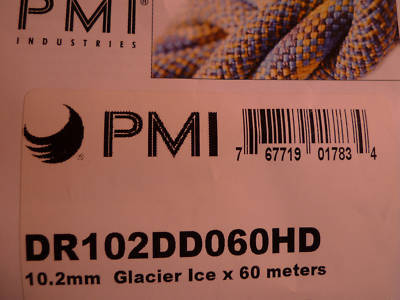 PMI®
INDUSTRIES
® PMI
7 67719 01783 4
DR102DD060HD
10.2mm Glacier Ice x 60 meters